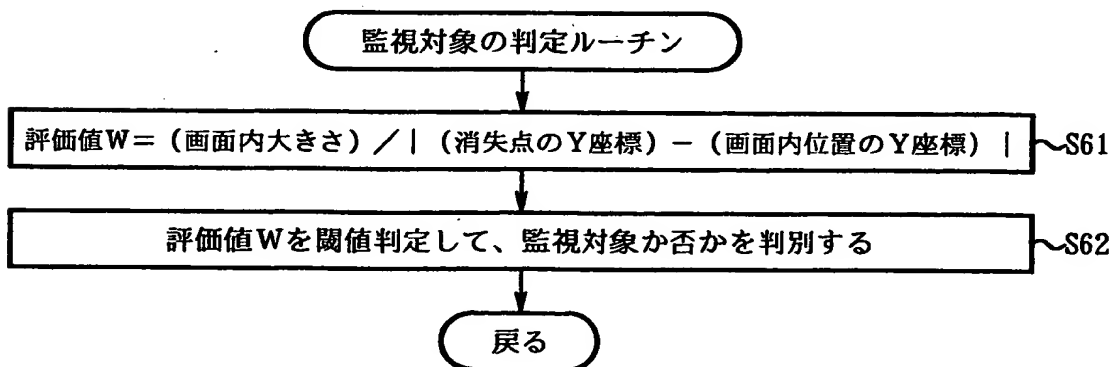 監視対象の判定ルーチン
評価値W＝（画面内大きさ）／｜（消失点のY座標）－（画面内位置のY座標）｜
S61
評価値Wを閾値判定して、監視対象か否かを判別する
S62
戻る